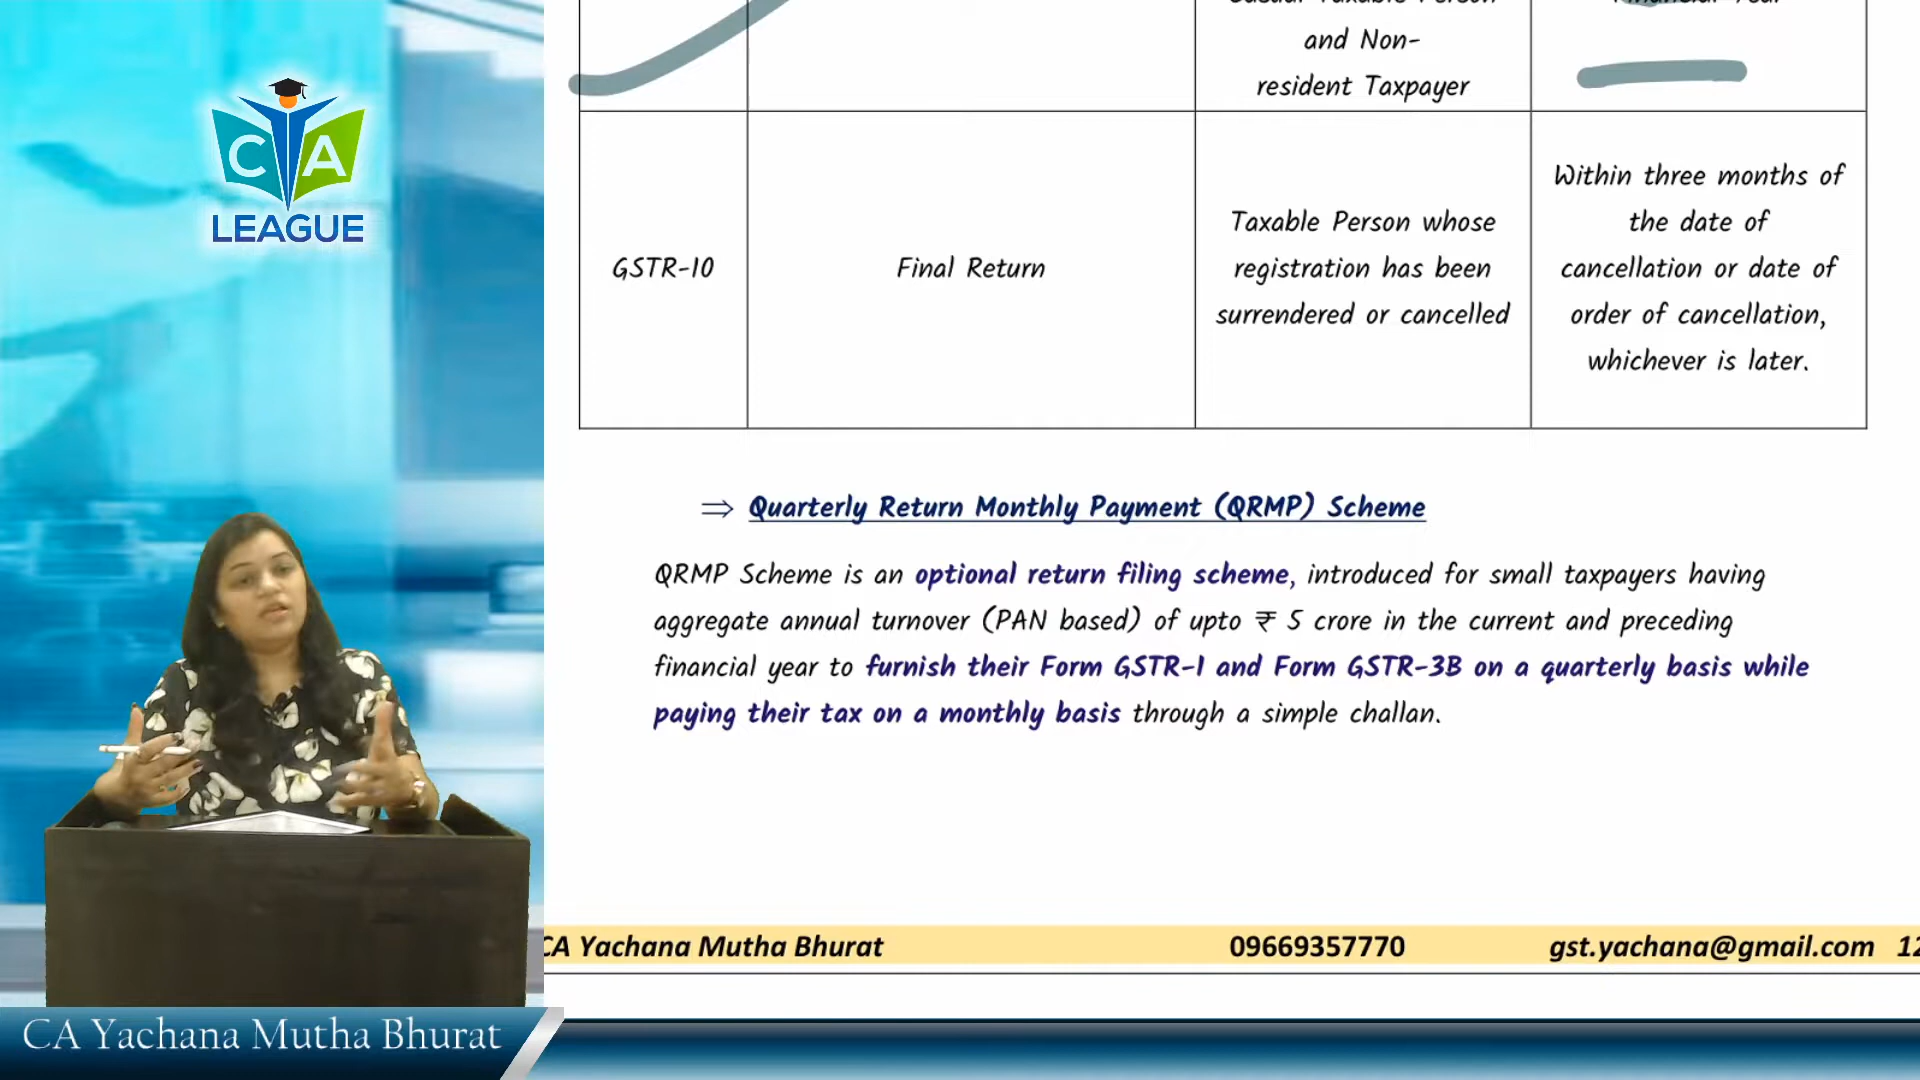 CA
LEAGUE
and Non-
resident Taxpayer
GSTR-10
Final Return
Taxable Person whose
registration has been
surrendered or cancelled
Within three months of
the date of
cancellation or date of
order of cancellation,
whichever is later.
⇒ Quarterly Return Monthly Payment (QRMP) Scheme
QRMP Scheme is an optional return filing scheme, introduced for small taxpayers having
aggregate annual turnover (PAN based) of upto ₹ 5 crore in the current and preceding
financial year to furnish their Form GSTR-1 and Form GSTR-3B on a quarterly basis while
paying their tax on a monthly basis through a simple challan.
CA Yachana Mutha Bhurat 09669357770 gst.yachana@gmail.com
CA Yachana Mutha Bhurat